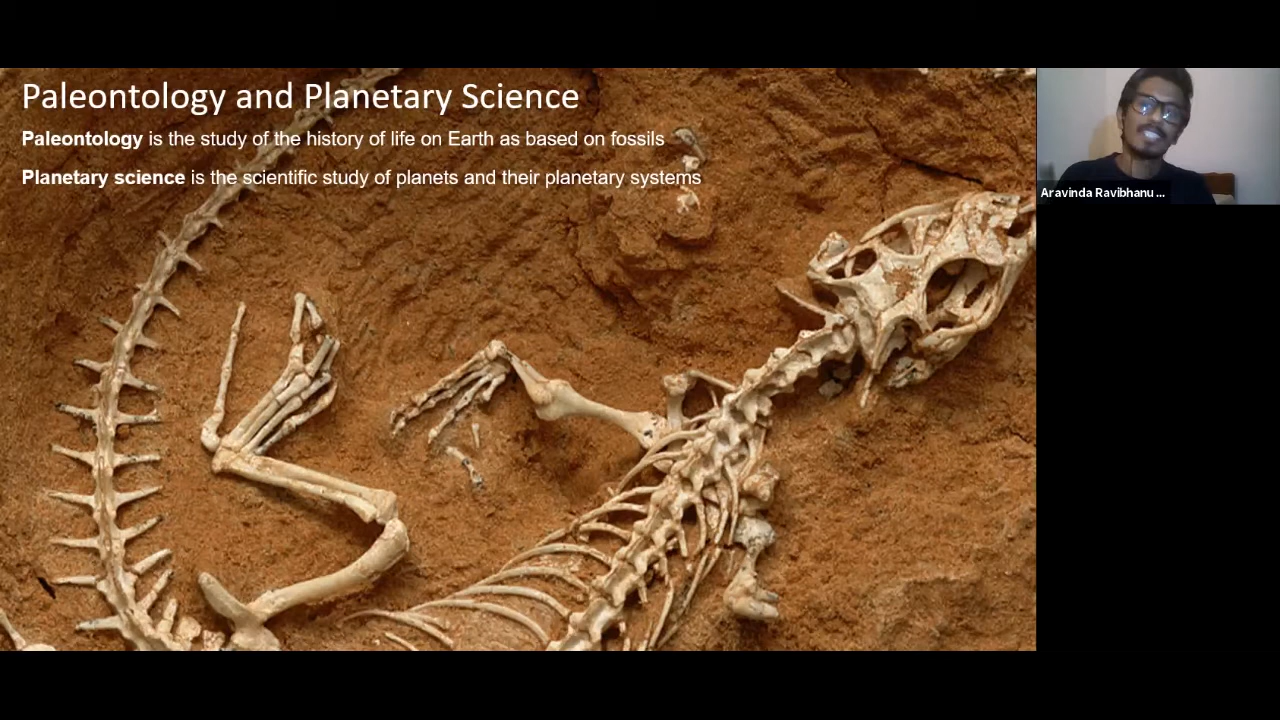 Paleontology and Planetary Science
Paleontology is the study of the history of life on Earth as based on fossils
Planetary science is the scientific study of planets and their planetary systems
Aravinda Ravibhanu ...